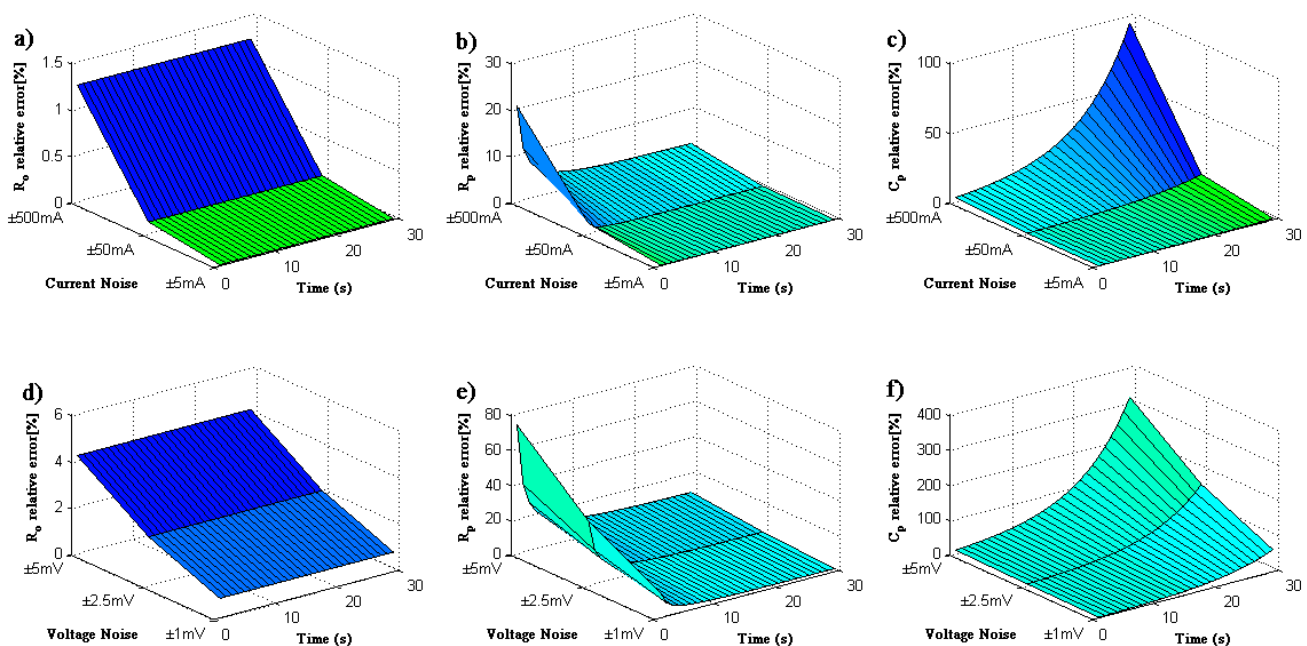 a)
R_o relative error[%]
1.5
1
0.5
0
±500mA
±50mA
±5mA
Current Noise
0
10
20
30
Time (s)
b)
R_p relative error[%]
30
20
10
0
±500mA
±50mA
±5mA
Current Noise
0
10
20
30
Time (s)
c)
C_p relative error[%]
100
50
0
±500mA
±50mA
±5mA
Current Noise
0
10
20
30
Time (s)
d)
R_o relative error[%]
6
4
2
0
±5mV
±2.5mV
±1mV
Voltage Noise
0
10
20
30
Time (s)
e)
R_p relative error[%]
80
60
40
20
0
±5mV
±2.5mV
±1mV
Voltage Noise
0
10
20
30
Time (s)
f)
C_p relative error[%]
400
300
200
100
0
±5mV
±2.5mV
±1mV
Voltage Noise
0
10
20
30
Time (s)